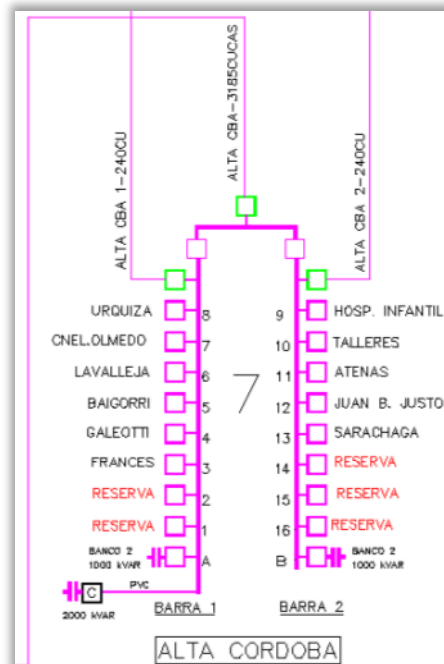 ALTA CBA 1-240CU
ALTA CBA-3185CUCAS
ALTA CBA 2-240CU
URQUIZA 8 9 HOSP. INFANTIL
CNEL.OLMEDO 7 10 TALLERES
LAVALLEJA 6 7 11 ATENAS
BAIGORRI 5 12 JUAN B. JUSTO
GALEOTTI 4 13 SARACHAGA
FRANCES 3 14 RESERVA
RESERVA 2 15 RESERVA
RESERVA 1 16 RESERVA
BANCO 2 A B BANCO 2
1000 kVAR 1000 kVAR
C PVC
2000 kVAR
BARRA 1 BARRA 2
ALTA CORDOBA